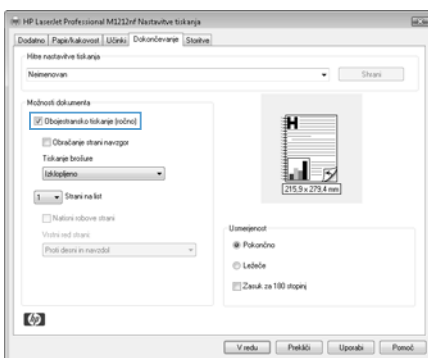 HP LaserJet Professional M1212nf Nastavitve tiskanja
Dodatno Papir/kakovost Učinki Dokončevanje Storitve
Hitre nastavitve tiskanja
Neimenovan Shrani
Možnosti dokumenta
Obojestransko tiskanje (ročno)
Obračanje strani navzgor
Tiskanje brošure
Izklopljeno
1 Strani na list
Natisni robove strani
Vrstni red strani:
Proti desni in navzdol
H
215,9 x 279,4 mm
Usmerjenost
Pokončno
Ležeče
Zasuk za 180 stopinj
hp
V redu Prekliči Uporabi Pomoč